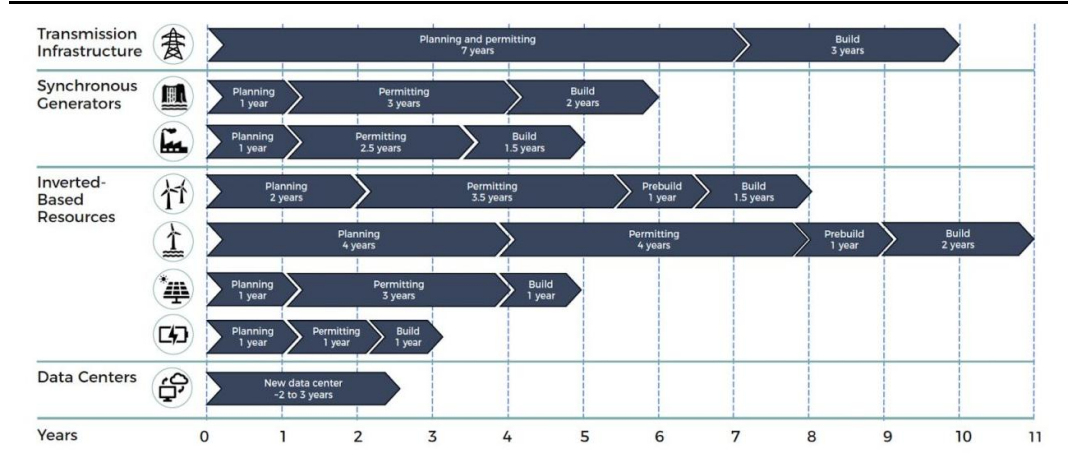 Transmission
Infrastructure
Planning and permitting
7 years
Build
3 years
Synchronous
Generators
Planning
1 year
Permitting
3 years
Build
2 years
Planning
1 year
Permitting
2.5 years
Build
1.5 years
Inverted-
Based
Resources
Planning
2 years
Permitting
3.5 years
Prebuild
1 year
Build
1.5 years
Planning
4 years
Permitting
4 years
Prebuild
1 year
Build
2 years
Planning
1 year
Permitting
3 years
Build
1 year
Planning
1 year
Permitting
1 year
Build
1 year
Data Centers
New data center
~2 to 3 years
Years 0 1 2 3 4 5 6 7 8 9 10 11